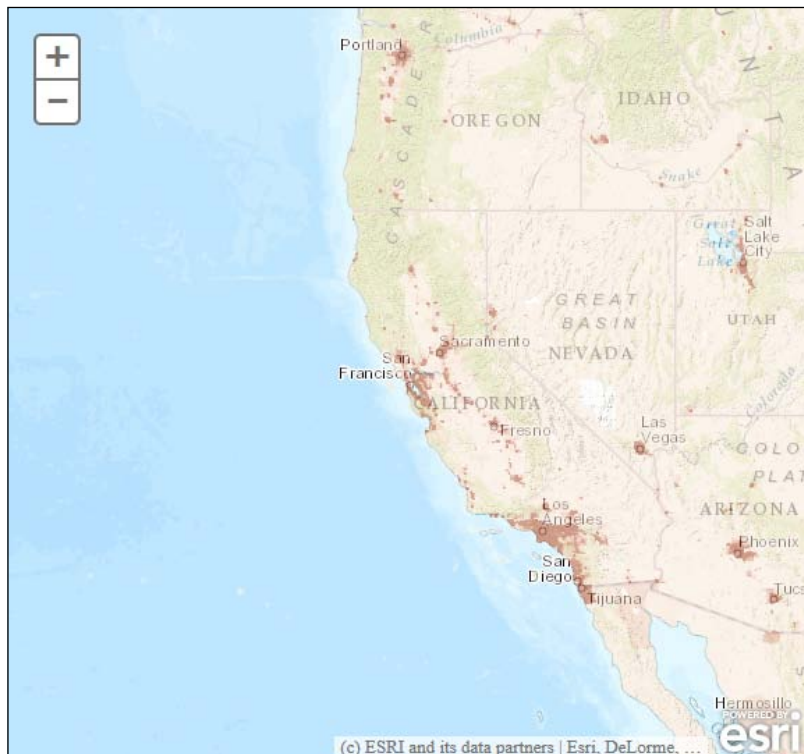 +
−
Portland
Columbia
CASCADE R
OREGON
IDAHO
U N T A
Snake
Great
Salt
Lake
Salt
Lake
City
GREAT
BASIN
NEVADA
UTAH
Sacramento
San
Francisco
CALIFORNIA
Fresno
Las
Vegas
Colorado
COLO
PLAT
ARIZONA
Los
Angeles
Phoenix
San
Diego
Tijuana
Tucs
Hermosillo
POWERED BY
esri
(c) ESRI and its data partners | Esri, DeLorme, ...